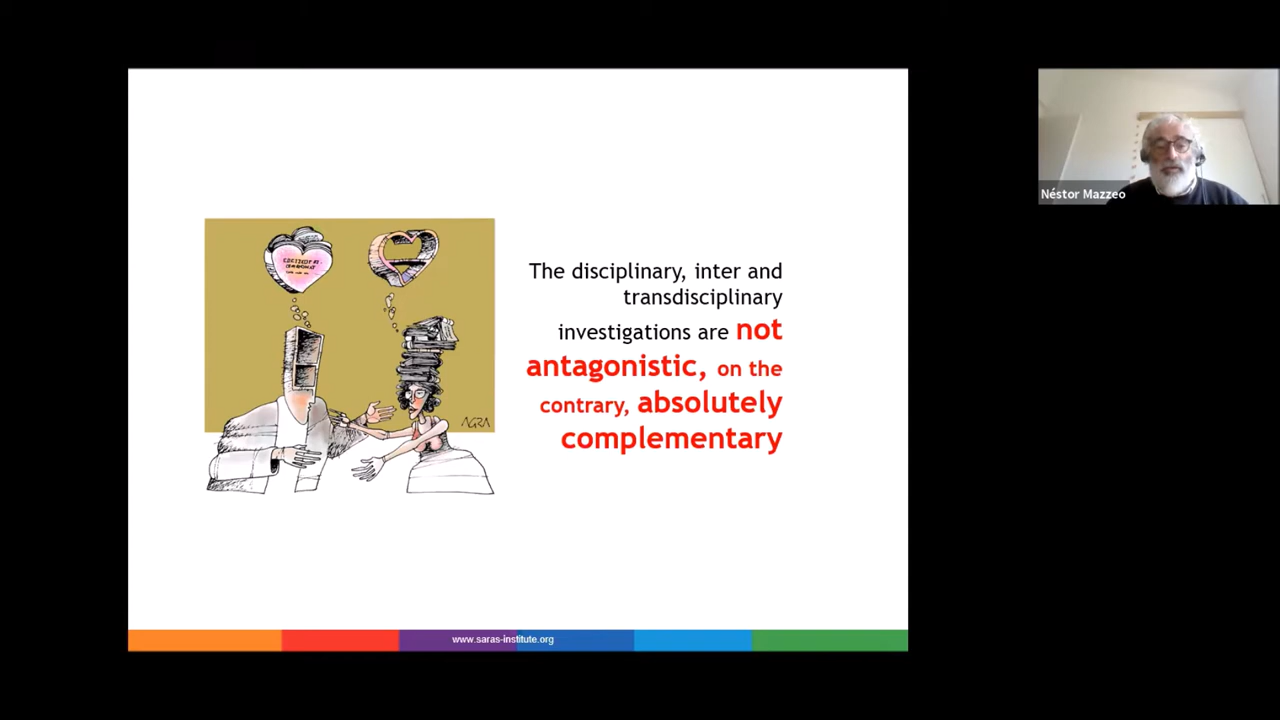 The disciplinary, inter and
transdisciplinary
investigations are not
antagonistic, on the
contrary, absolutely
complementary
AGRA
www.saras-institute.org
Néstor Mazzeo